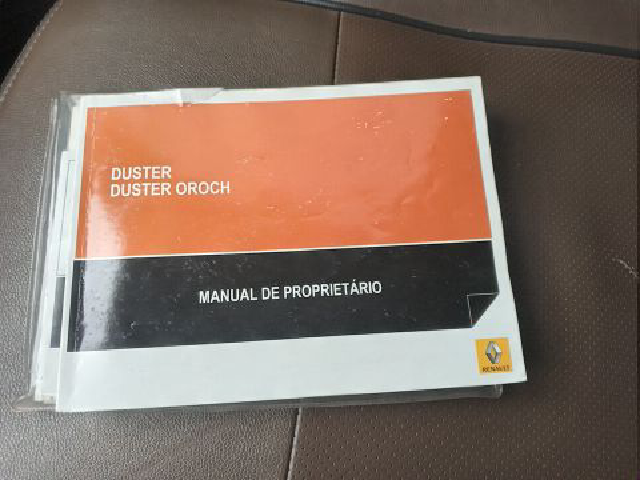 DUSTER
DUSTER OROCH
MANUAL DE PROPRIETÁRIO
RENAULT